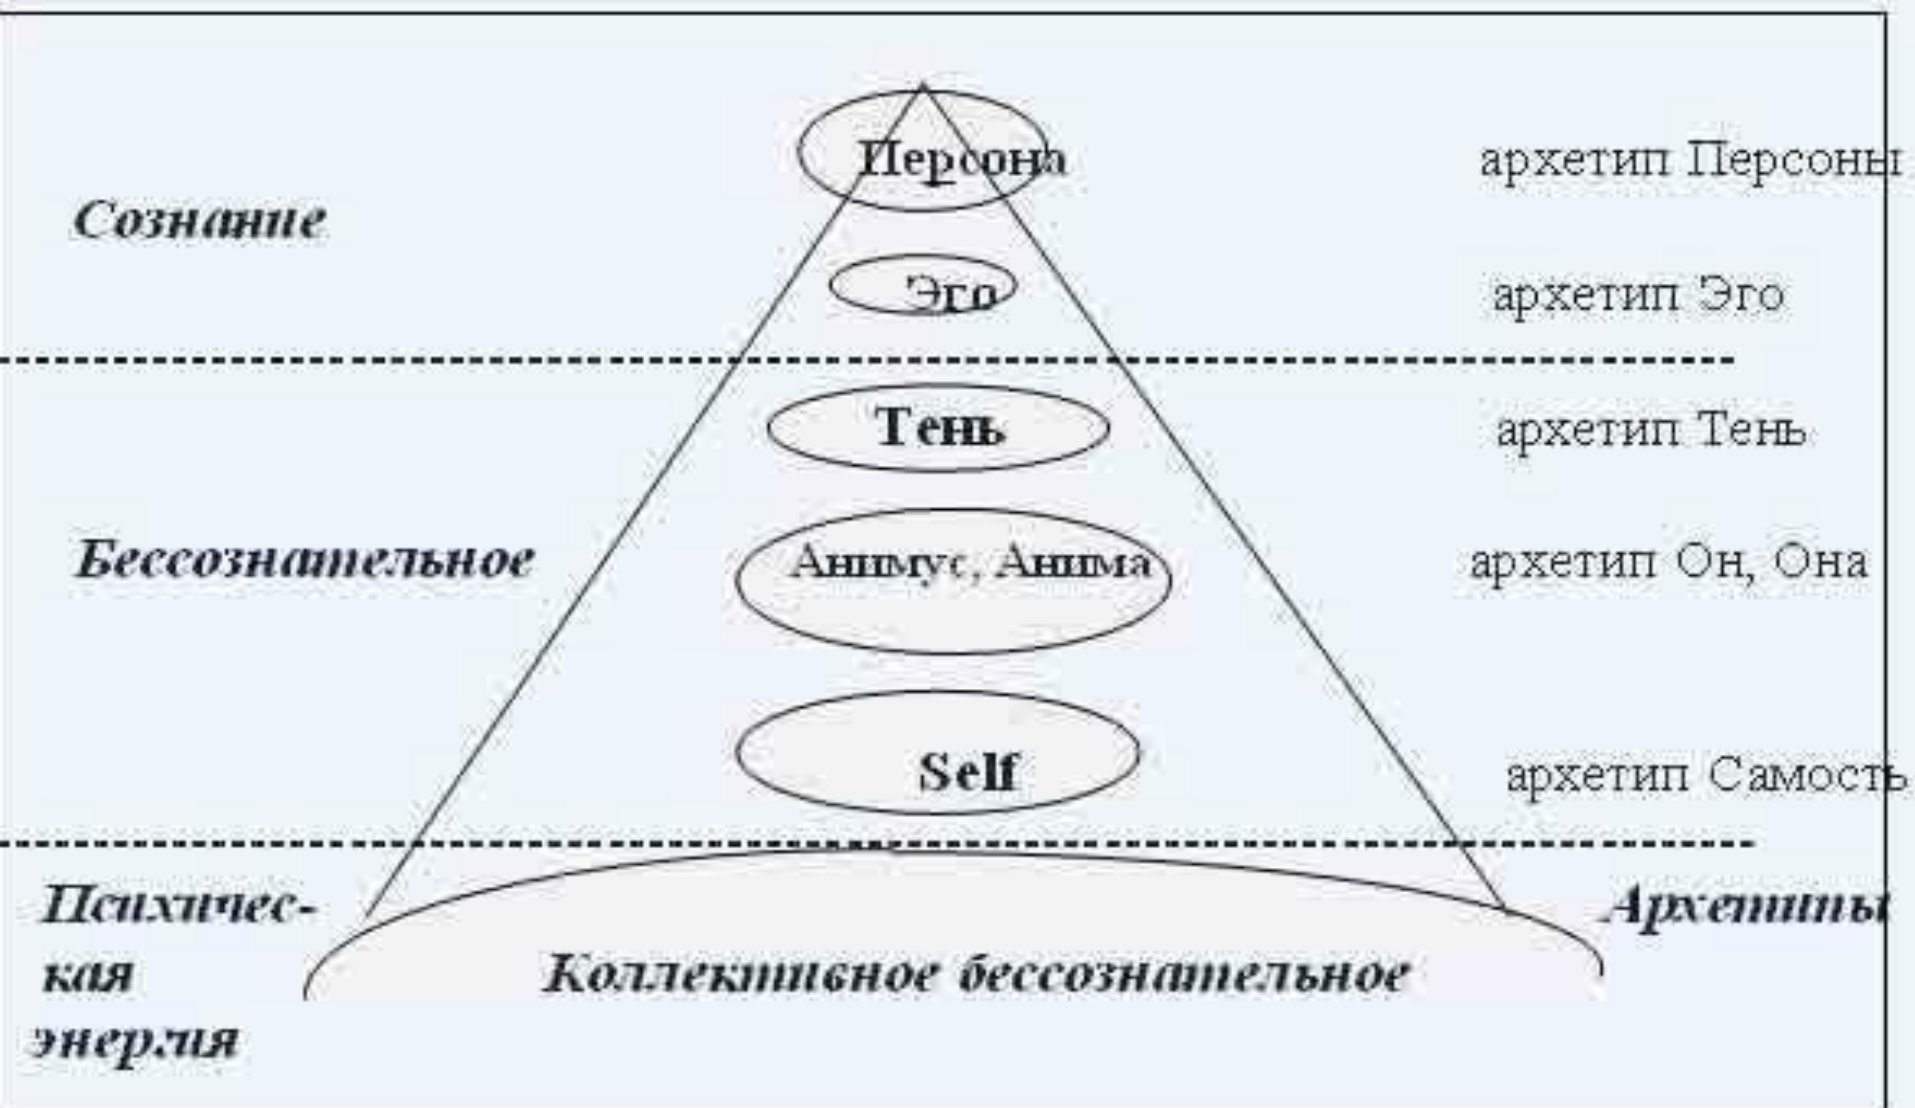 Персона архетип Персоны
Сознание
Эго архетип Эго
Тень архетип Тень
Бессознательное Анимус, Анима архетип Он, Она
Self архетип Самость
Психичес- Архетипы
кая Коллективное бессознательное
энергия